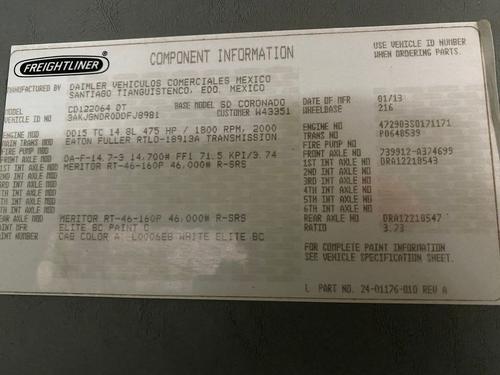 FREIGHTLINER
COMPONENT INFORMATION
USE VEHICLE ID NUMBER
WHEN ORDERING PARTS.
MANUFACTURED BY DAIMLER VEHICULOS COMERCIALES MEXICO
SANTIAGO TIANGUISTENCO, EDO. MEXICO
CD122064 DT BASE MODEL SD CORONADO DATE OF MFR 01/13
3AKJGNDR0DDFJ8981 CUSTOMER W43351 WHEELBASE 216
ENGINE MOD DD15 TC 14.8L 475 HP / 1800 RPM, 2000 ENGINE NO 472903S0171171
MAIN TRANS MOD EATON FULLER RTLO-18913A TRANSMISSION TRANS NO P0648539
FIRE PUMP MOD FIRE PUMP NO
FRONT AXLE MOD DA-F-14.7-3 14,700# FF1 71.5 KPI/3.74 FRONT AXLE NO 739912-A374699
1ST INT AXLE MOD MERITOR RT-46-160P 46,000# R-SRS 1ST INT AXLE NO DRA12218543
2ND INT AXLE MOD 2ND INT AXLE NO
3RD INT AXLE MOD 3RD INT AXLE NO
4TH INT AXLE MOD 4TH INT AXLE NO
5TH INT AXLE MOD 5TH INT AXLE NO
6TH INT AXLE MOD 6TH INT AXLE NO
REAR AXLE MOD MERITOR RT-46-160P 46,000# R-SRS REAR AXLE NO DRA12218547
PAINT MFR ELITE BC PAINT C RATIO 3.73
PAINT NUMBER CAB COLOR A: L0006EB WHITE ELITE BC
FOR COMPLETE PAINT INFORMATION
SEE VEHICLE SPECIFICATION SHEET.
L PART NO. 24-01176-010 REV A